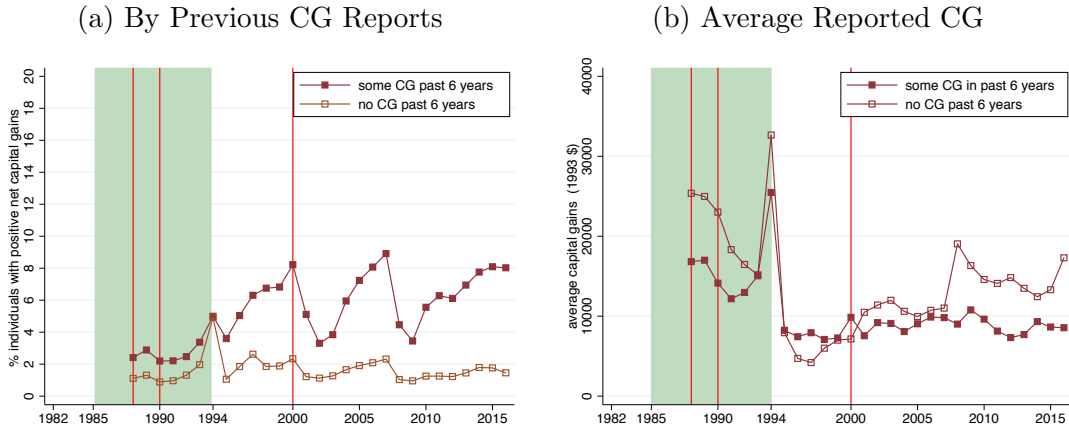 (a) By Previous CG Reports
% individuals with positive net capital gains
20
18
16
14
12
10
8
6
4
2
0
some CG past 6 years
no CG past 6 years
1982 1985 1990 1994 2000 2005 2010 2015
(b) Average Reported CG
average capital gains (1993 $)
40000
30000
20000
10000
0
some CG in past 6 years
no CG past 6 years
1982 1985 1990 1994 2000 2005 2010 2015